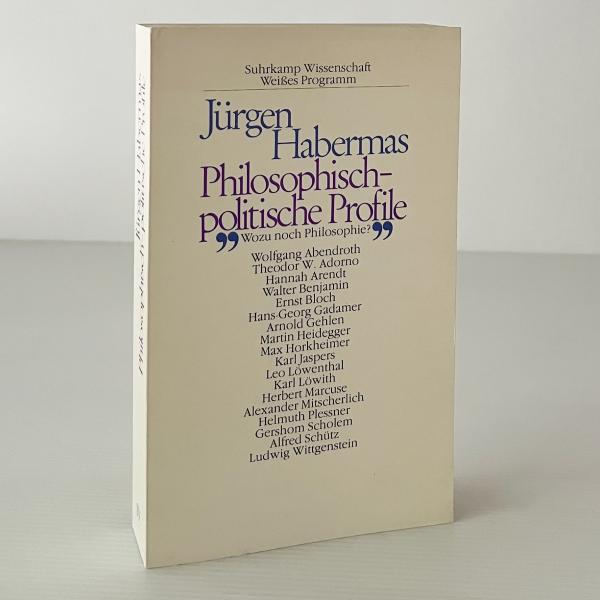 Suhrkamp Wissenschaft
Weißes Programm
Jürgen
Habermas
Philosophisch-
politische Profile
„Wozu noch Philosophie?”
Wolfgang Abendroth
Theodor W. Adorno
Hannah Arendt
Walter Benjamin
Ernst Bloch
Hans-Georg Gadamer
Arnold Gehlen
Martin Heidegger
Max Horkheimer
Karl Jaspers
Leo Löwenthal
Karl Löwith
Herbert Marcuse
Alexander Mitscherlich
Helmuth Plessner
Gershom Scholem
Alfred Schütz
Ludwig Wittgenstein